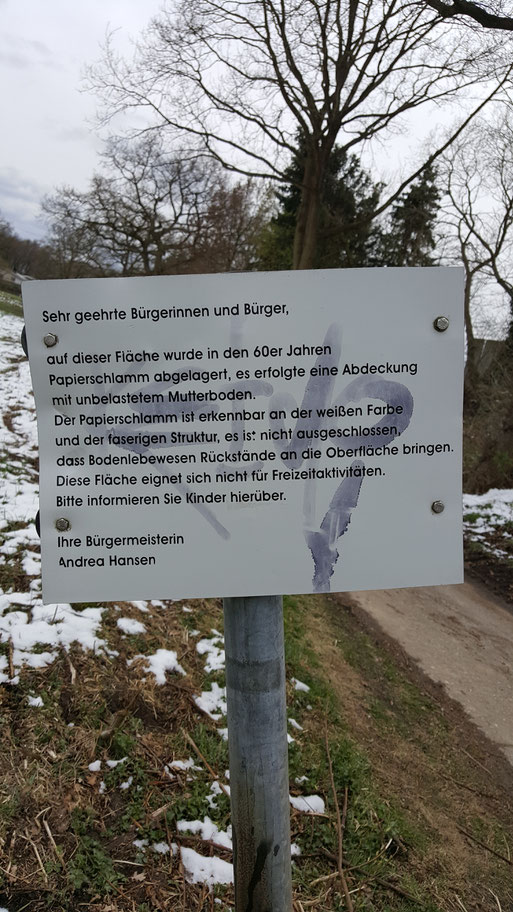 Sehr geehrte Bürgerinnen und Bürger,
auf dieser Fläche wurde in den 60er Jahren
Papierschlamm abgelagert, es erfolgte eine Abdeckung
mit unbelastetem Mutterboden.
Der Papierschlamm ist erkennbar an der weißen Farbe
und der faserigen Struktur, es ist nicht ausgeschlossen,
dass Bodenlebewesen Rückstände an die Oberfläche bringen.
Diese Fläche eignet sich nicht für Freizeitaktivitäten.
Bitte informieren Sie Kinder hierüber.
Ihre Bürgermeisterin
Andrea Hansen